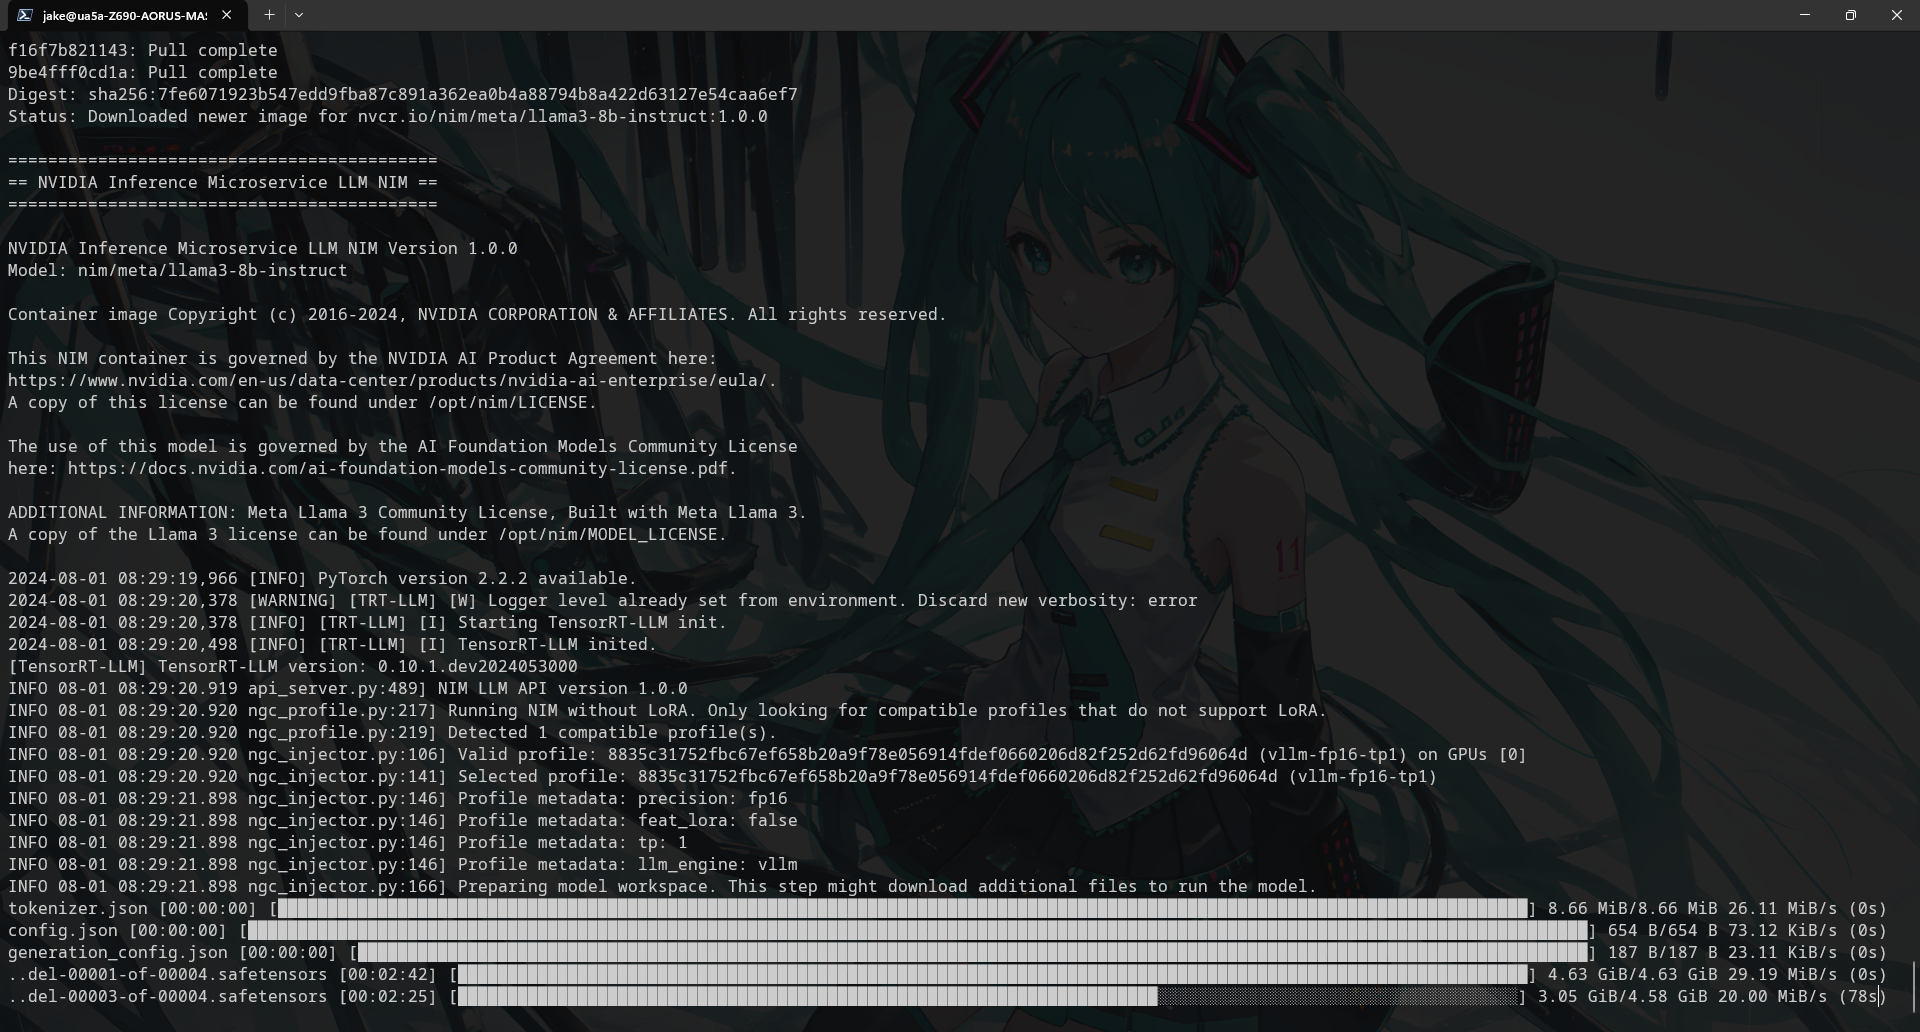 jake@ua5a-Z690-AORUS-MAS
f16f7b821143: Pull complete
9be4fff0cd1a: Pull complete
Digest: sha256:7fe6071923b547edd9fba87c891a362ea0b4a88794b8a422d63127e54caa6ef7
Status: Downloaded newer image for nvcr.io/nim/meta/llama3-8b-instruct:1.0.0
===========================================
== NVIDIA Inference Microservice LLM NIM ==
===========================================
NVIDIA Inference Microservice LLM NIM Version 1.0.0
Model: nim/meta/llama3-8b-instruct
Container image Copyright (c) 2016-2024, NVIDIA CORPORATION & AFFILIATES. All rights reserved.
This NIM container is governed by the NVIDIA AI Product Agreement here:
https://www.nvidia.com/en-us/data-center/products/nvidia-ai-enterprise/eula/.
A copy of this license can be found under /opt/nim/LICENSE.
The use of this model is governed by the AI Foundation Models Community License
here: https://docs.nvidia.com/ai-foundation-models-community-license.pdf.
ADDITIONAL INFORMATION: Meta Llama 3 Community License, Built with Meta Llama 3.
A copy of the Llama 3 license can be found under /opt/nim/MODEL_LICENSE.
2024-08-01 08:29:19,966 [INFO] PyTorch version 2.2.2 available.
2024-08-01 08:29:20,378 [WARNING] [TRT-LLM] [W] Logger level already set from environment. Discard new verbosity: error
2024-08-01 08:29:20,378 [INFO] [TRT-LLM] [I] Starting TensorRT-LLM init.
2024-08-01 08:29:20,498 [INFO] [TRT-LLM] [I] TensorRT-LLM inited.
[TensorRT-LLM] TensorRT-LLM version: 0.10.1.dev2024053000
INFO 08-01 08:29:20.919 api_server.py:489] NIM LLM API version 1.0.0
INFO 08-01 08:29:20.920 ngc_profile.py:217] Running NIM without LoRA. Only looking for compatible profiles that do not support LoRA.
INFO 08-01 08:29:20.920 ngc_profile.py:219] Detected 1 compatible profile(s).
INFO 08-01 08:29:20.920 ngc_injector.py:106] Valid profile: 8835c31752fbc67ef658b20a9f78e056914fdef0660206d82f252d62fd96064d (vllm-fp16-tp1) on GPUs [0]
INFO 08-01 08:29:20.920 ngc_injector.py:141] Selected profile: 8835c31752fbc67ef658b20a9f78e056914fdef0660206d82f252d62fd96064d (vllm-fp16-tp1)
INFO 08-01 08:29:21.898 ngc_injector.py:146] Profile metadata: precision: fp16
INFO 08-01 08:29:21.898 ngc_injector.py:146] Profile metadata: feat_lora: false
INFO 08-01 08:29:21.898 ngc_injector.py:146] Profile metadata: tp: 1
INFO 08-01 08:29:21.898 ngc_injector.py:146] Profile metadata: llm_engine: vllm
INFO 08-01 08:29:21.898 ngc_injector.py:166] Preparing model workspace. This step might download additional files to run the model.
tokenizer.json [00:00:00] [] 8.66 MiB/8.66 MiB 26.11 MiB/s (0s)
config.json [00:00:00] [] 654 B/654 B 73.12 KiB/s (0s)
generation_config.json [00:00:00] [] 187 B/187 B 23.11 KiB/s (0s)
..del-00001-of-00004.safetensors [00:02:42] [] 4.63 GiB/4.63 GiB 29.19 MiB/s (0s)
..del-00003-of-00004.safetensors [00:02:25] [] 3.05 GiB/4.58 GiB 20.00 MiB/s (78s)